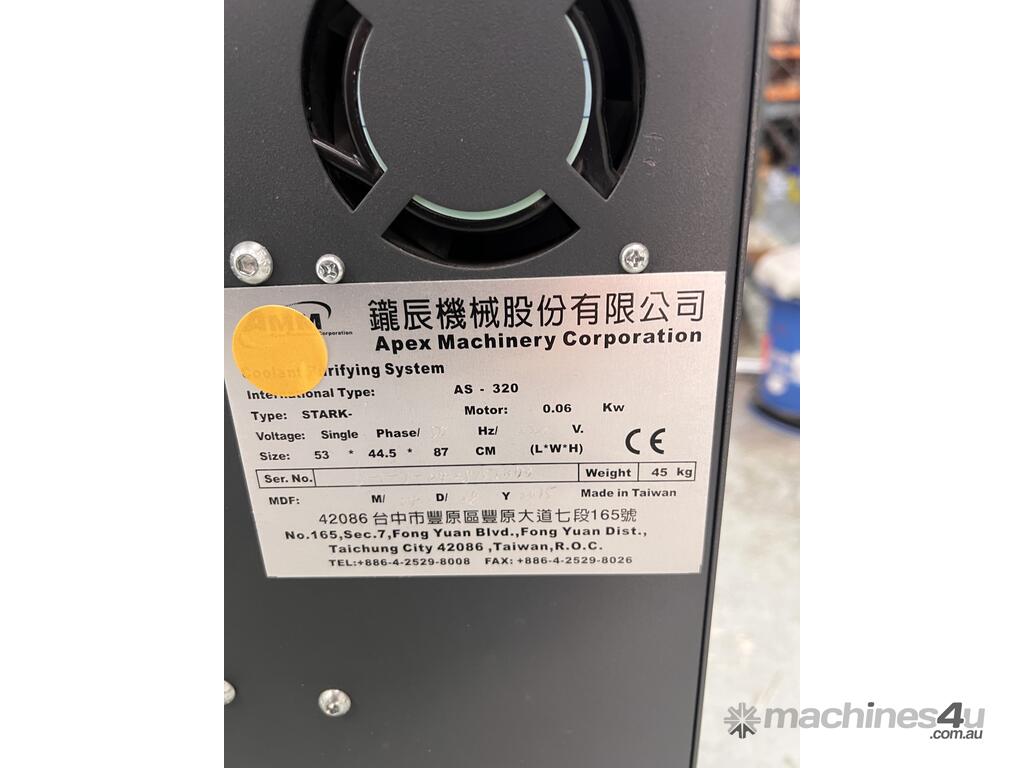 鑨辰機械股份有限公司
Apex Machinery Corporation
Purifying System
International Type: AS - 320
Type: STARK- Motor: 0.06 Kw
Voltage: Single Phase/ Hz/ V.
Size: 53 * 44.5 * 87 CM (L*W*H)
CE
Ser. No. Weight 45 kg
MDF: M/ D/ Y Made in Taiwan
42086 台中市豐原區豐原大道七段165號
No.165,Sec.7,Fong Yuan Blvd.,Fong Yuan Dist.,
Taichung City 42086 ,Taiwan,R.O.C.
TEL:+886-4-2529-8008 FAX: +886-4-2529-8026
machines4u
.com.au